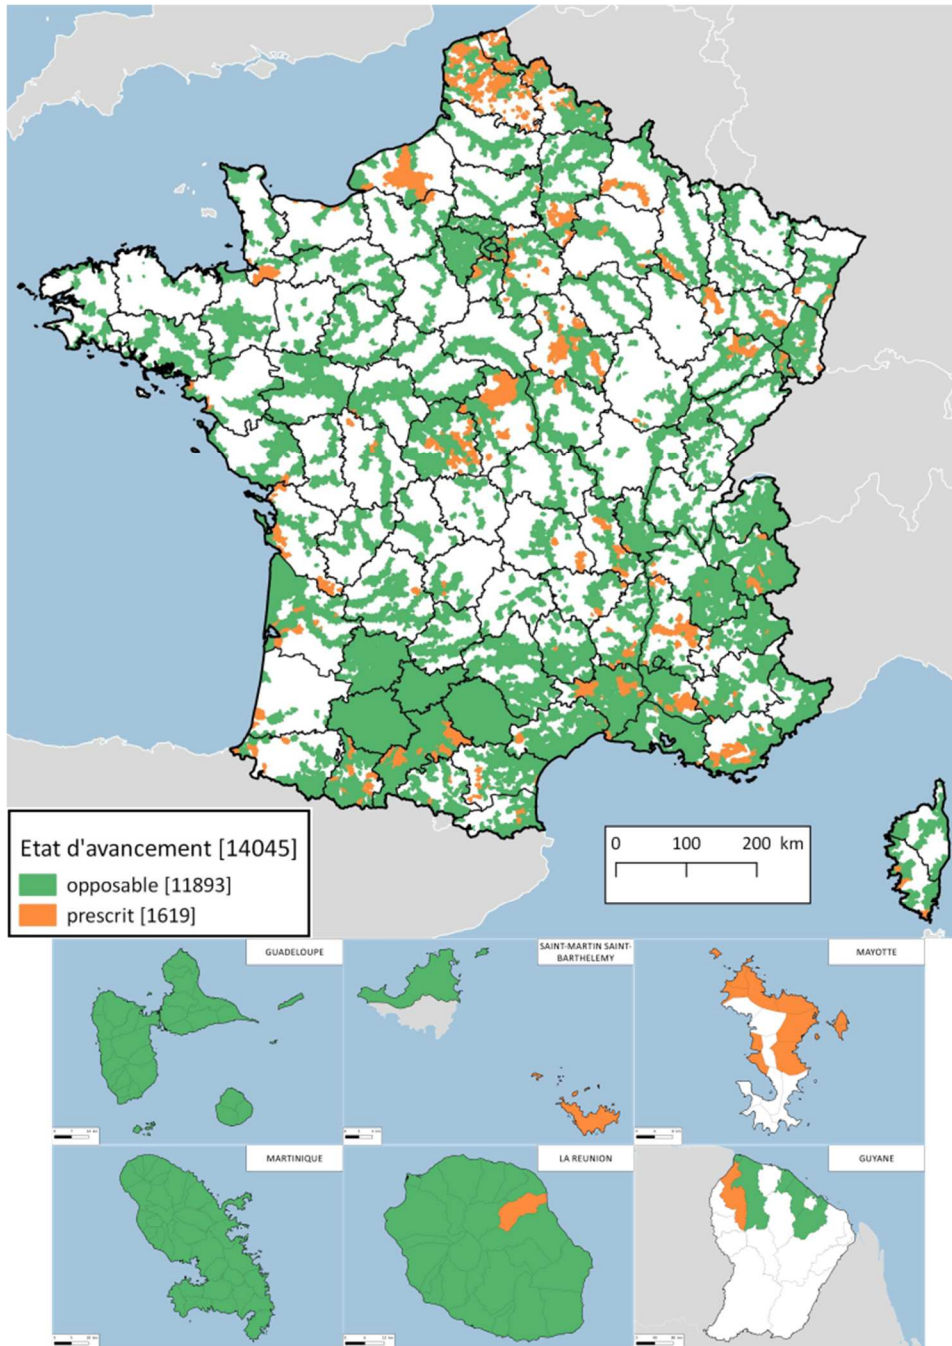 Etat d'avancement [14045]
opposable [11893]
prescrit [1619]
0 100 200 km
GUADELOUPE
SAINT-MARTIN SAINT-
BARTHELEMY
MAYOTTE
MARTINIQUE
LA REUNION
GUYANE